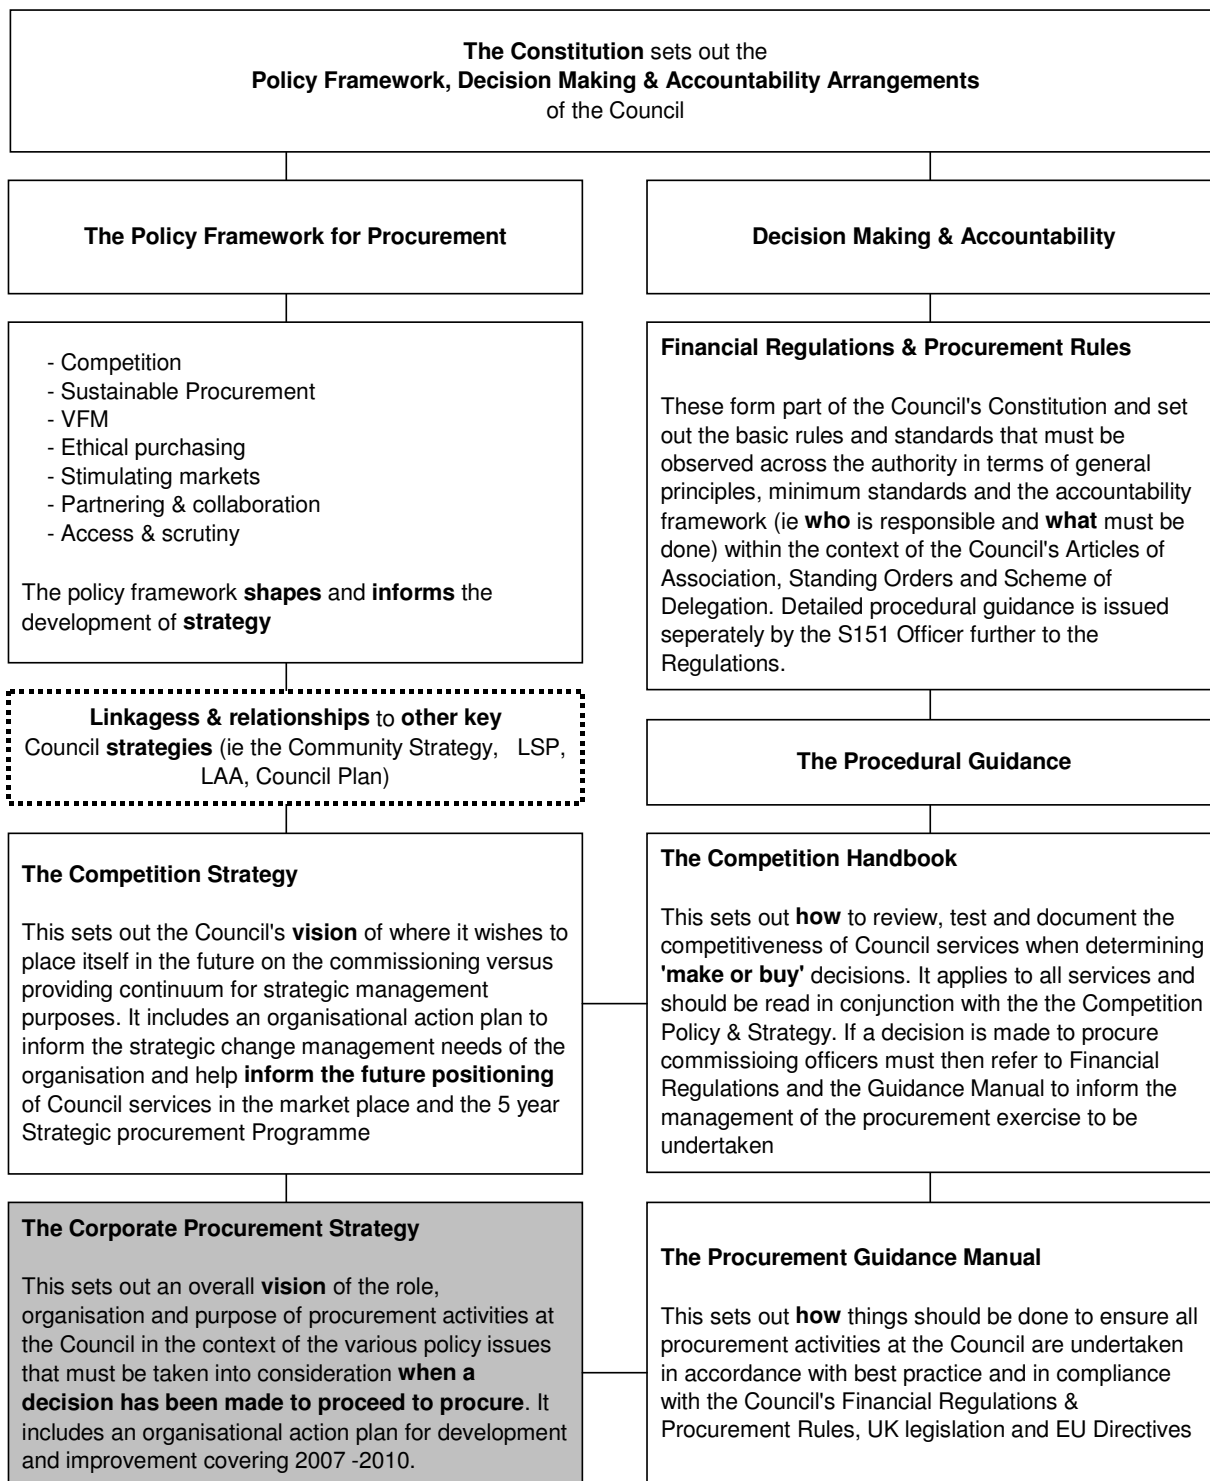 The Constitution sets out the
Policy Framework, Decision Making & Accountability Arrangements
of the Council
The Policy Framework for Procurement
Decision Making & Accountability
- Competition
- Sustainable Procurement
- VFM
- Ethical purchasing
- Stimulating markets
- Partnering & collaboration
- Access & scrutiny
The policy framework shapes and informs the
development of strategy
Financial Regulations & Procurement Rules
These form part of the Council's Constitution and set
out the basic rules and standards that must be
observed across the authority in terms of general
principles, minimum standards and the accountability
framework (ie who is responsible and what must be
done) within the context of the Council's Articles of
Association, Standing Orders and Scheme of
Delegation. Detailed procedural guidance is issued
seperately by the S151 Officer further to the
Regulations.
Linkagess & relationships to other key
Council strategies (ie the Community Strategy, LSP,
LAA, Council Plan)
The Procedural Guidance
The Competition Strategy
This sets out the Council's vision of where it wishes to
place itself in the future on the commissioning versus
providing continuum for strategic management
purposes. It includes an organisational action plan to
inform the strategic change management needs of the
organisation and help inform the future positioning
of Council services in the market place and the 5 year
Strategic procurement Programme
The Competition Handbook
This sets out how to review, test and document the
competitiveness of Council services when determining
'make or buy' decisions. It applies to all services and
should be read in conjunction with the the Competition
Policy & Strategy. If a decision is made to procure
commissioing officers must then refer to Financial
Regulations and the Guidance Manual to inform the
management of the procurement exercise to be
undertaken
The Corporate Procurement Strategy
This sets out an overall vision of the role,
organisation and purpose of procurement activities at
the Council in the context of the various policy issues
that must be taken into consideration when a
decision has been made to proceed to procure. It
includes an organisational action plan for development
and improvement covering 2007 -2010.
The Procurement Guidance Manual
This sets out how things should be done to ensure all
procurement activities at the Council are undertaken
in accordance with best practice and in compliance
with the Council's Financial Regulations &
Procurement Rules, UK legislation and EU Directives